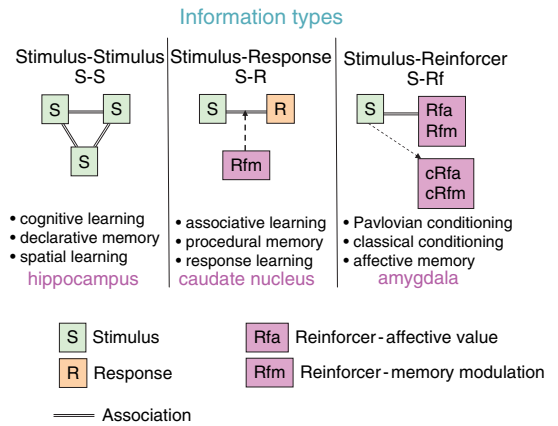 Information types
Stimulus-Stimulus
S-S
S
S
S
• cognitive learning
• declarative memory
• spatial learning
hippocampus
Stimulus-Response
S-R
S
R
Rfm
• associative learning
• procedural memory
• response learning
caudate nucleus
Stimulus-Reinforcer
S-Rf
S
Rfa
Rfm
cRfa
cRfm
• Pavlovian conditioning
• classical conditioning
• affective memory
amygdala
S Stimulus
R Response
Association
Rfa Reinforcer-affective value
Rfm Reinforcer-memory modulation